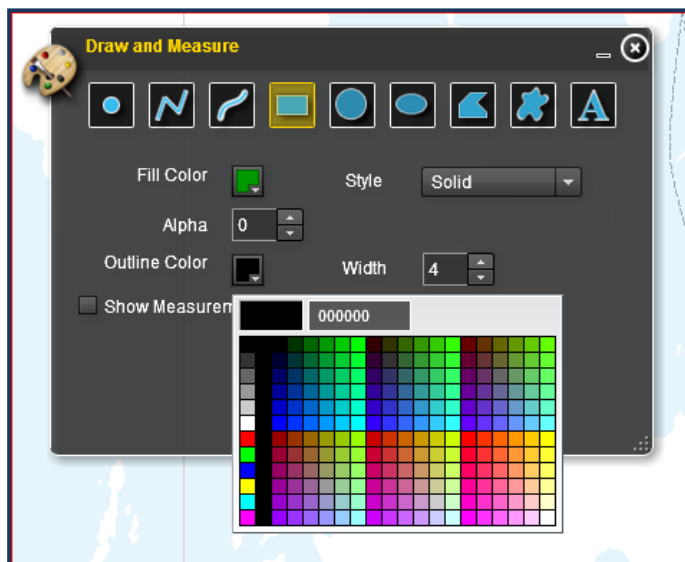 Draw and Measure
A
Fill Color Style Solid
Alpha 0
Outline Color Width 4
Show Measurem
000000